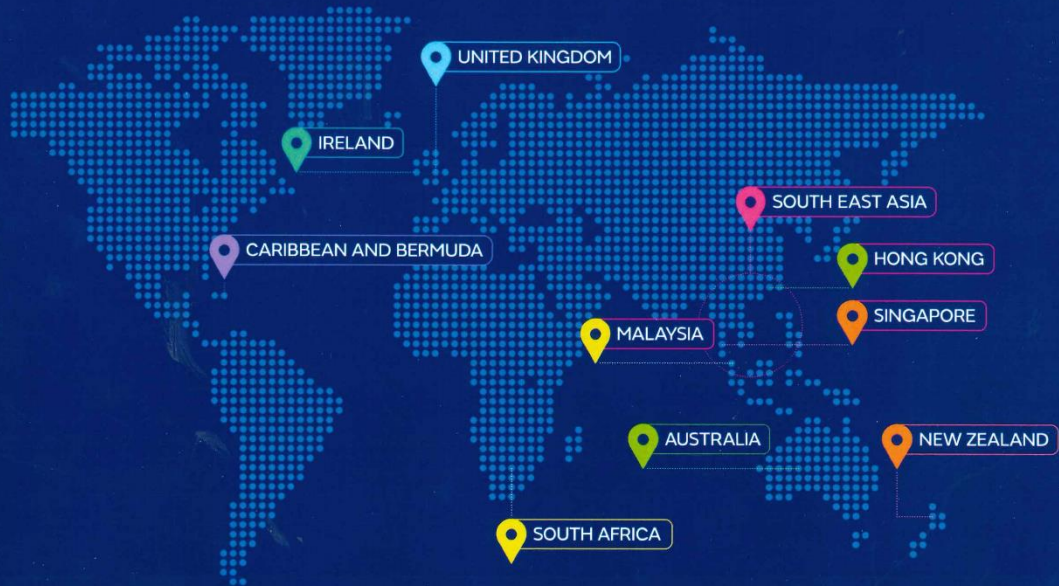 UNITED KINGDOM
IRELAND
SOUTH EAST ASIA
CARIBBEAN AND BERMUDA
HONG KONG
SINGAPORE
MALAYSIA
AUSTRALIA
NEW ZEALAND
SOUTH AFRICA